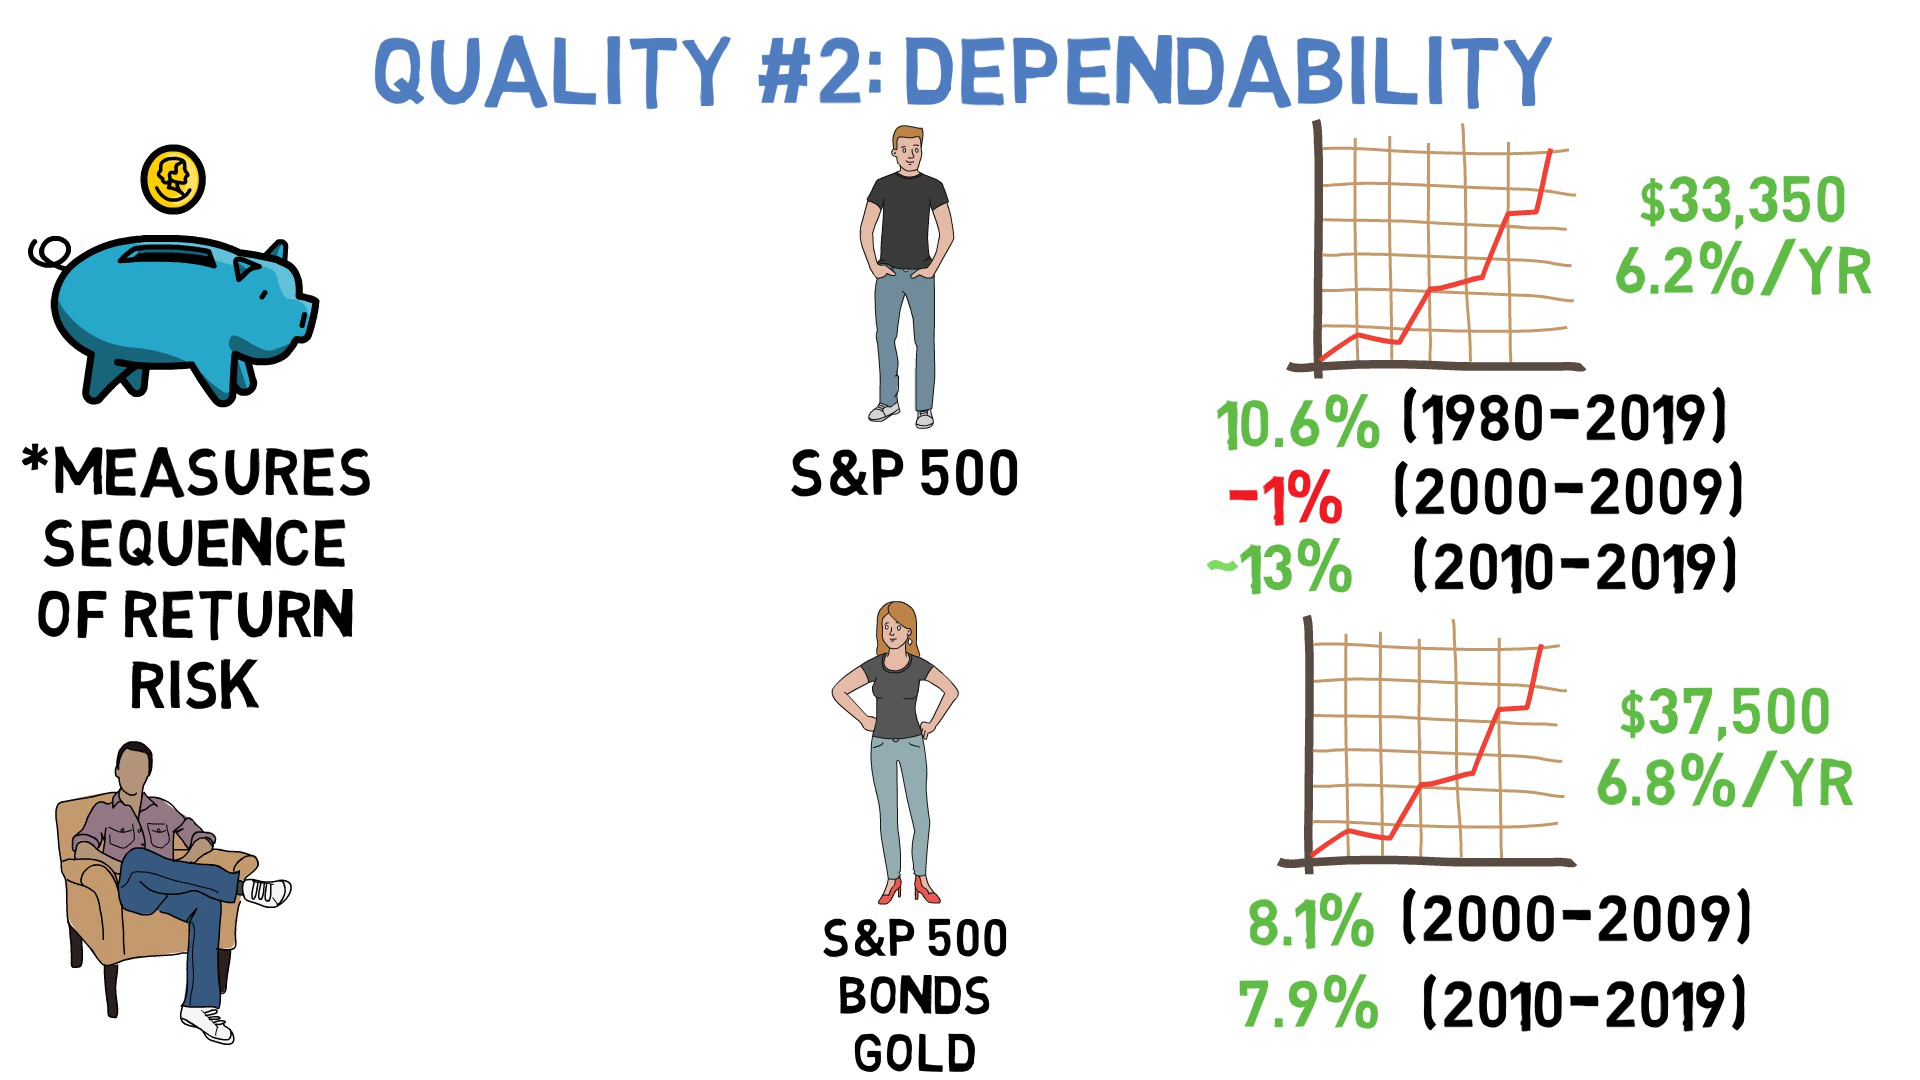 QUALITY #2: DEPENDABILITY
*MEASURES
SEQUENCE
OF RETURN
RISK
S&P 500
$33,350
6.2%/YR
10.6% (1980-2019)
-1% (2000-2009)
~13% (2010-2019)
S&P 500
BONDS
GOLD
$37,500
6.8%/YR
8.1% (2000-2009)
7.9% (2010-2019)